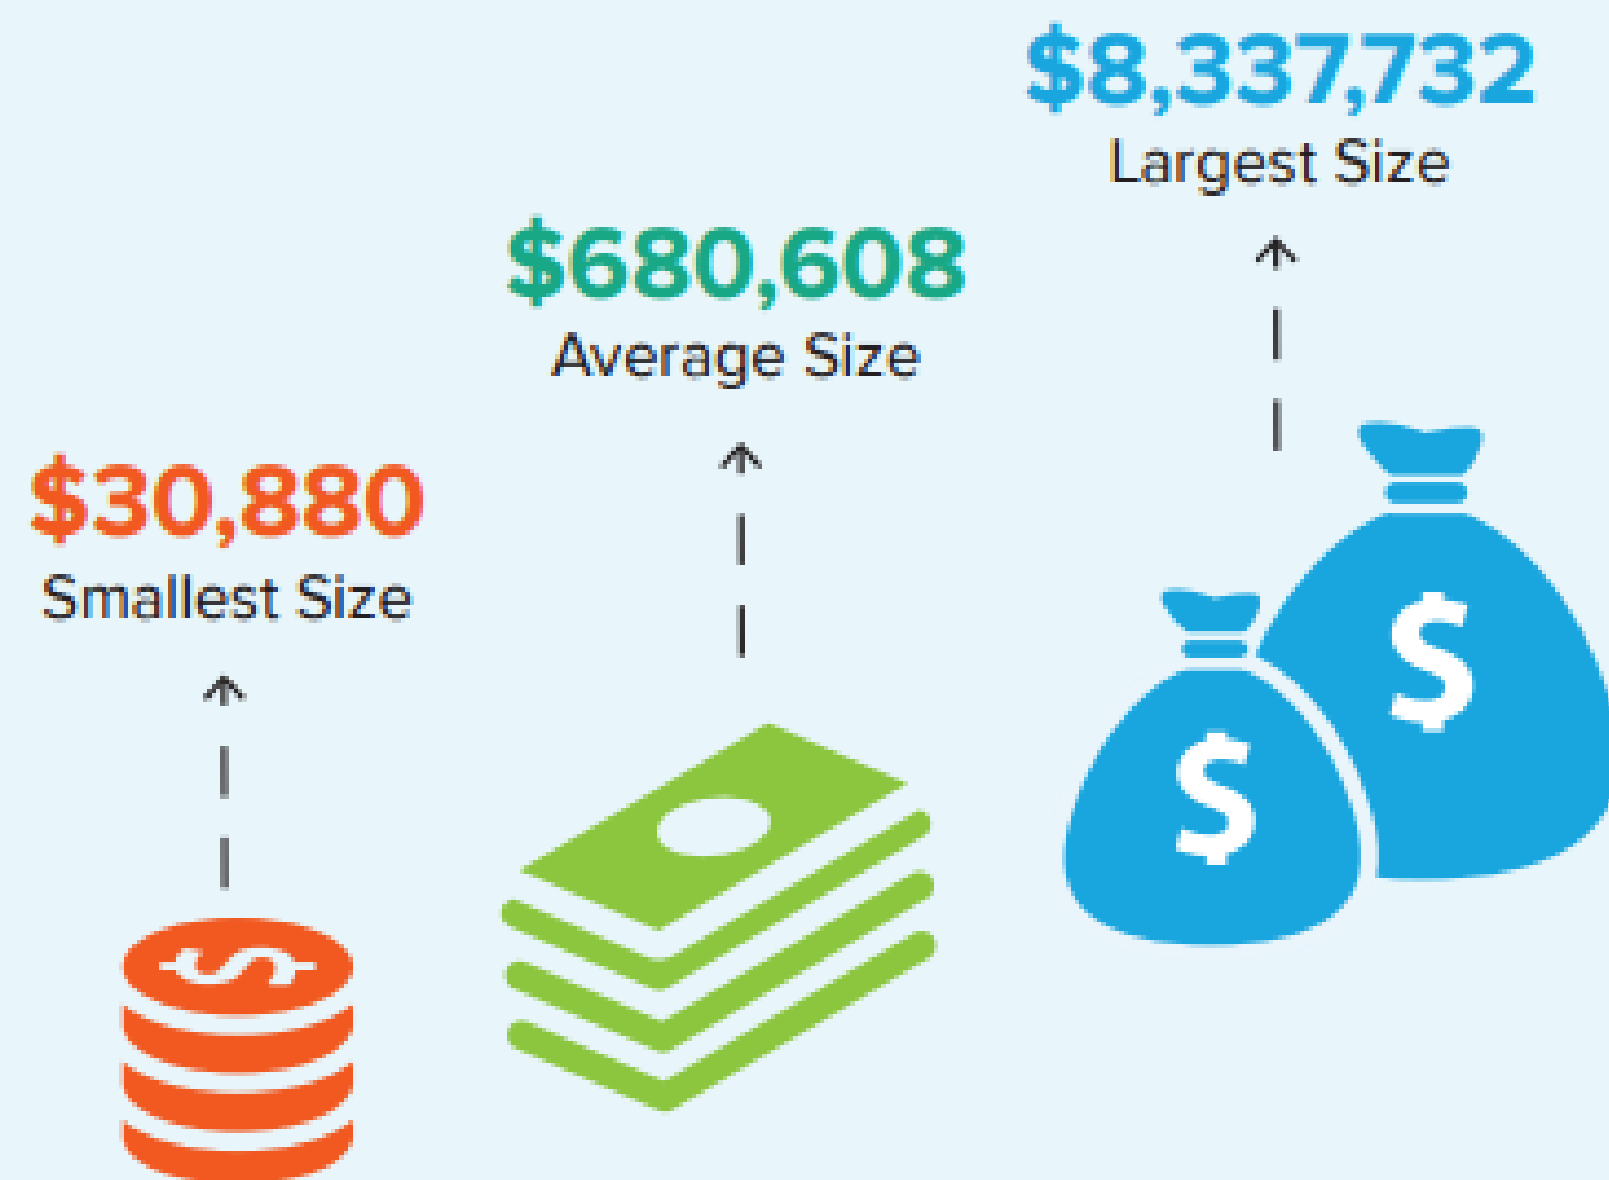 $8,337,732
Largest Size
$680,608
Average Size
$30,880
Smallest Size
$
$
$